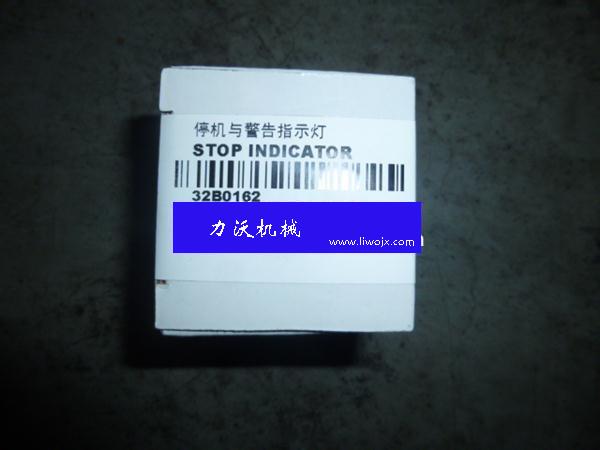 停机与警告指示灯
STOP INDICATOR
32B0162
力沃机械
www.liwojx.com